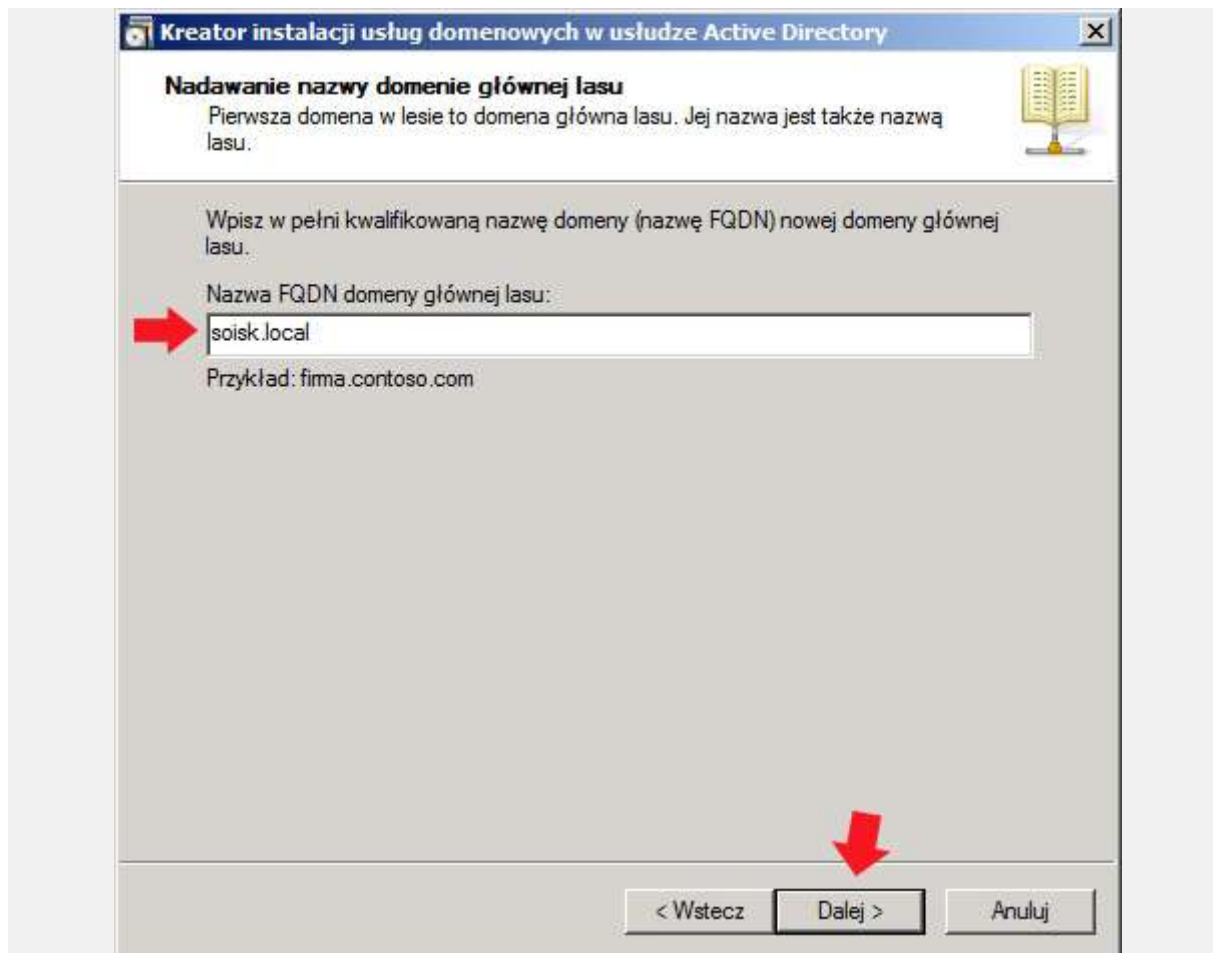 Kreator instalacji usług domenowych w usłudze Active Directory
Nadawanie nazwy domenie głównej lasu
Pierwsza domena w lesie to domena główna lasu. Jej nazwa jest także nazwą
lasu.
Wpisz w pełni kwalifikowaną nazwę domeny (nazwę FQDN) nowej domeny głównej
lasu.
Nazwa FQDN domeny głównej lasu:
soisk.local
Przykład: firma.contoso.com
< Wstecz Dalej > Anuluj